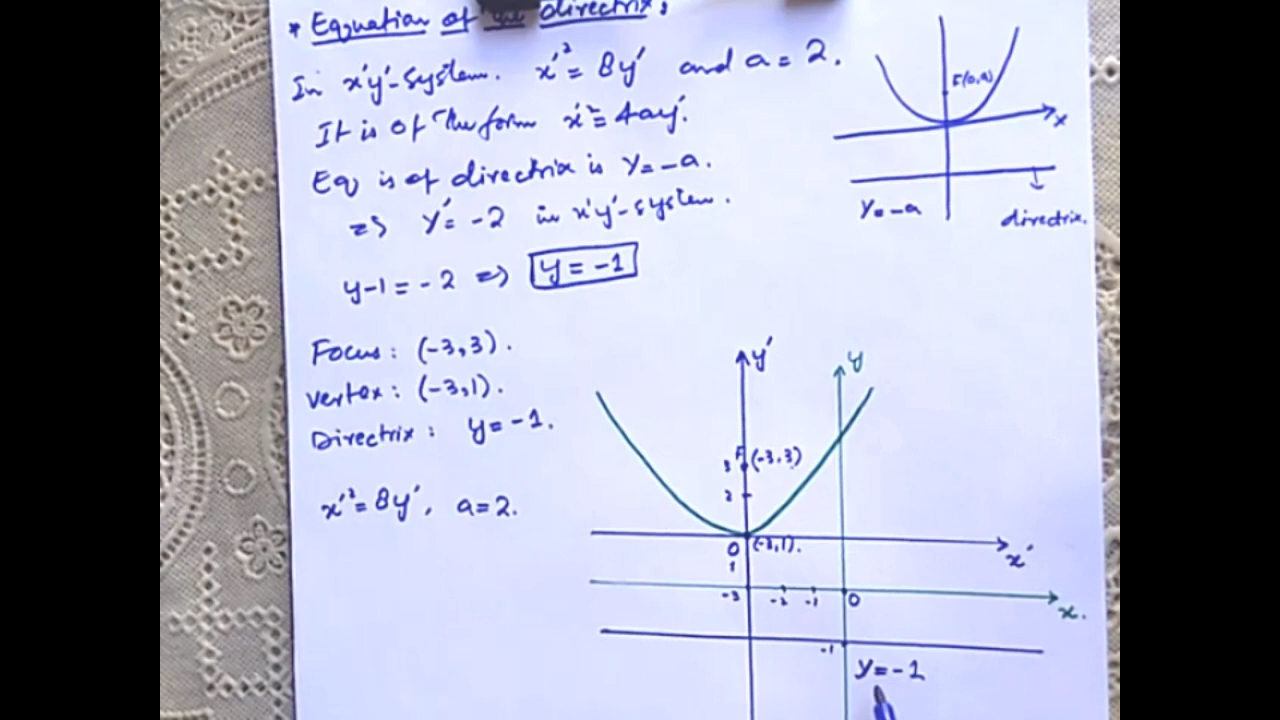 * Equation of the directrix:
In x'y'-system. x'² = 8y' and a = 2.
It is of the form x'² = 4ay'.
Eq is of directrix is y = -a.
⇒ y' = -2 in x'y'-system.
y-1 = -2 ⇒ y = -1
Focus: (-3,3).
vertex: (-3,1).
Directrix: y = -1.
x'² = 8y', a = 2.
F(0,a)
x
y = -a
directrix.
y'
y
3 F (-3,3)
2
O (-3,1).
x'
1
-3 -2 -1 O
x.
-1
y = -1